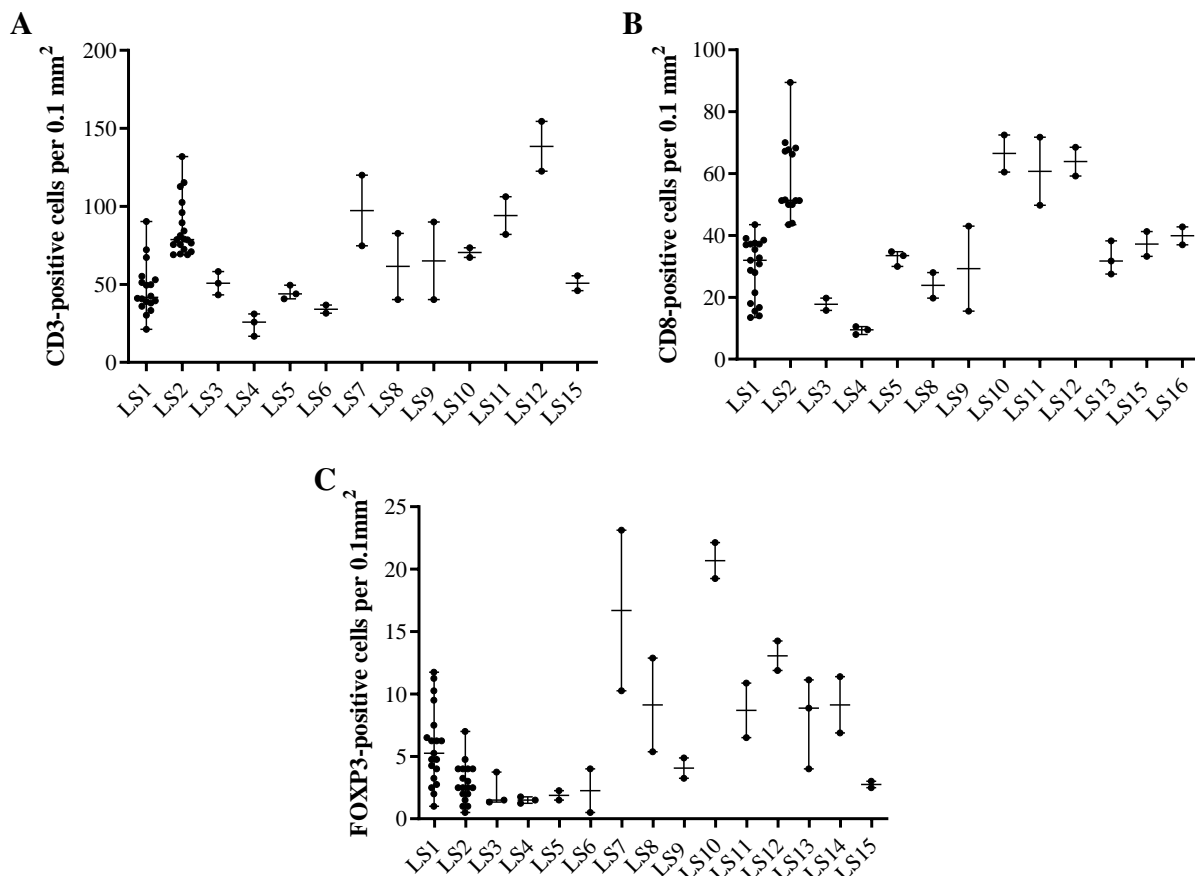 A
CD3-positive cells per 0.1 mm²
200
150
100
50
0
LS1 LS2 LS3 LS4 LS5 LS6 LS7 LS8 LS9 LS10 LS11 LS12 LS15
B
CD8-positive cells per 0.1 mm²
100
80
60
40
20
0
LS1 LS2 LS3 LS4 LS5 LS8 LS9 LS10 LS11 LS12 LS13 LS15 LS16
C
FOXP3-positive cells per 0.1mm²
25
20
15
10
5
0
LS1 LS2 LS3 LS4 LS5 LS6 LS7 LS8 LS9 LS10 LS11 LS12 LS13 LS14 LS15